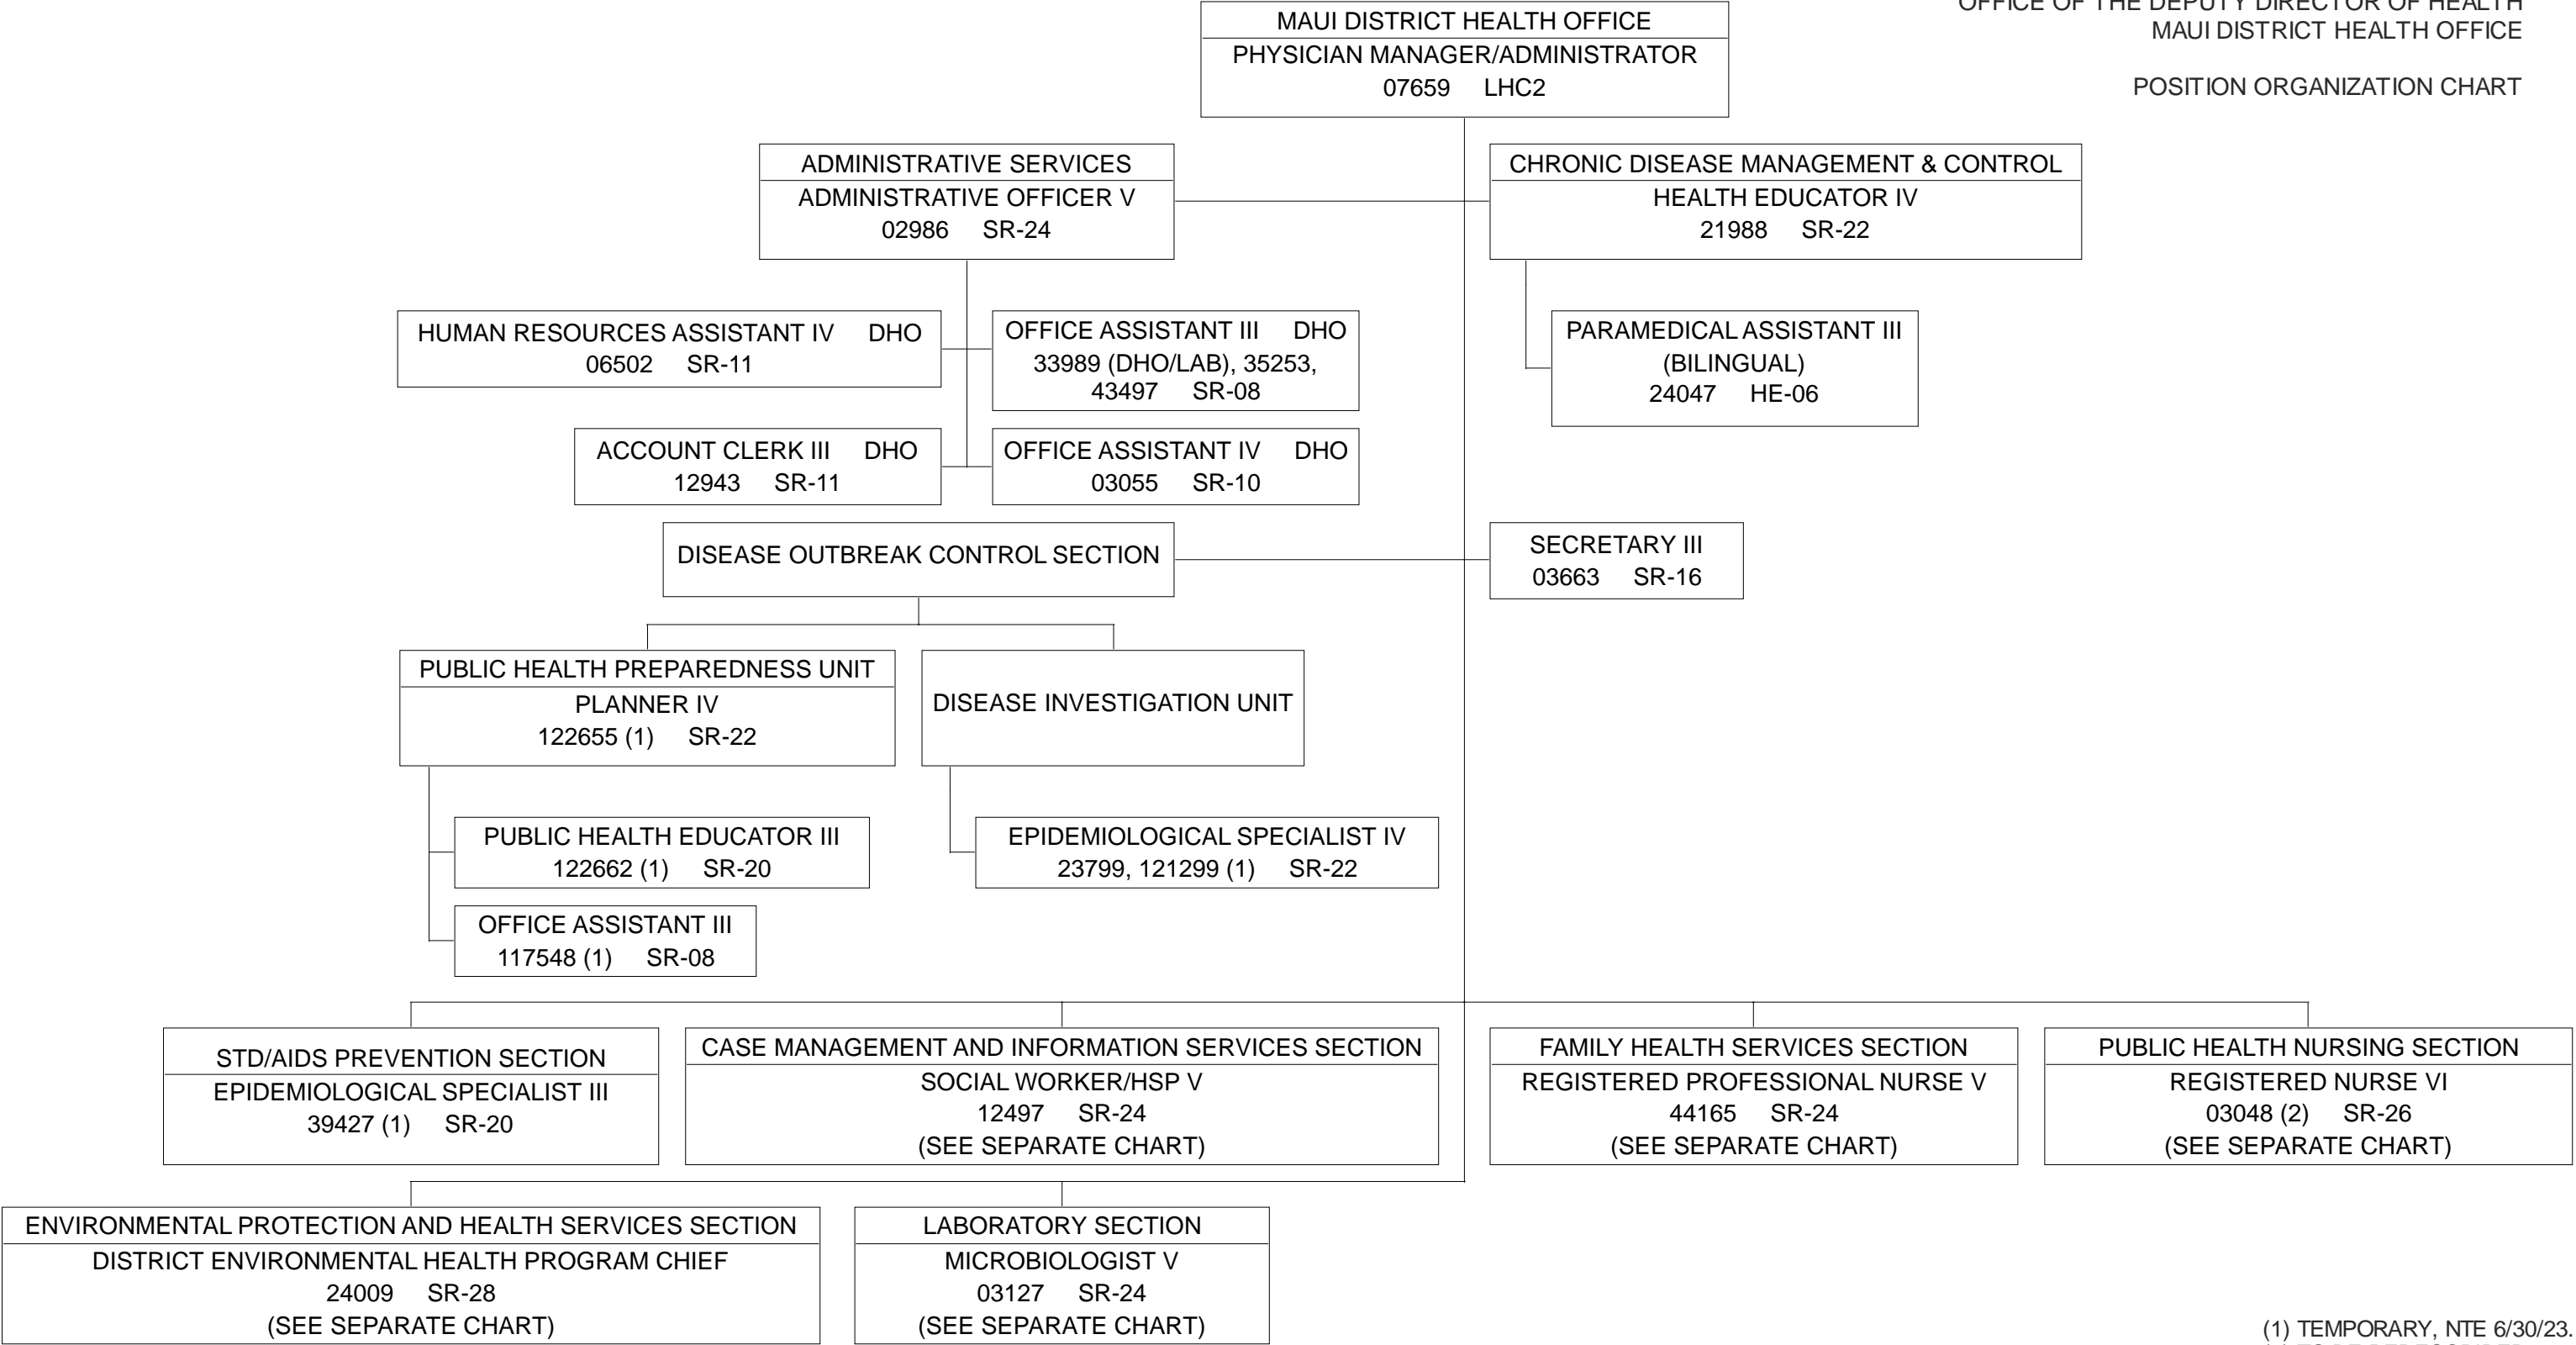 OFFICE OF THE DEPUTY DIRECTOR OF HEALTH
MAUI DISTRICT HEALTH OFFICE
POSITION ORGANIZATION CHART
MAUI DISTRICT HEALTH OFFICE
PHYSICIAN MANAGER/ADMINISTRATOR
07659 LHC2
ADMINISTRATIVE SERVICES
ADMINISTRATIVE OFFICER V
02986 SR-24
CHRONIC DISEASE MANAGEMENT & CONTROL
HEALTH EDUCATOR IV
21988 SR-22
HUMAN RESOURCES ASSISTANT IV DHO
06502 SR-11
OFFICE ASSISTANT III DHO
33989 (DHO/LAB), 35253,
43497 SR-08
PARAMEDICAL ASSISTANT III
(BILINGUAL)
24047 HE-06
ACCOUNT CLERK III DHO
12943 SR-11
OFFICE ASSISTANT IV DHO
03055 SR-10
DISEASE OUTBREAK CONTROL SECTION
SECRETARY III
03663 SR-16
PUBLIC HEALTH PREPAREDNESS UNIT
PLANNER IV
122655 (1) SR-22
DISEASE INVESTIGATION UNIT
PUBLIC HEALTH EDUCATOR III
122662 (1) SR-20
EPIDEMIOLOGICAL SPECIALIST IV
23799, 121299 (1) SR-22
OFFICE ASSISTANT III
117548 (1) SR-08
STD/AIDS PREVENTION SECTION
EPIDEMIOLOGICAL SPECIALIST III
39427 (1) SR-20
CASE MANAGEMENT AND INFORMATION SERVICES SECTION
SOCIAL WORKER/HSP V
12497 SR-24
(SEE SEPARATE CHART)
FAMILY HEALTH SERVICES SECTION
REGISTERED PROFESSIONAL NURSE V
44165 SR-24
(SEE SEPARATE CHART)
PUBLIC HEALTH NURSING SECTION
REGISTERED NURSE VI
03048 (2) SR-26
(SEE SEPARATE CHART)
ENVIRONMENTAL PROTECTION AND HEALTH SERVICES SECTION
DISTRICT ENVIRONMENTAL HEALTH PROGRAM CHIEF
24009 SR-28
(SEE SEPARATE CHART)
LABORATORY SECTION
MICROBIOLOGIST V
03127 SR-24
(SEE SEPARATE CHART)
(1) TEMPORARY, NTE 6/30/23.